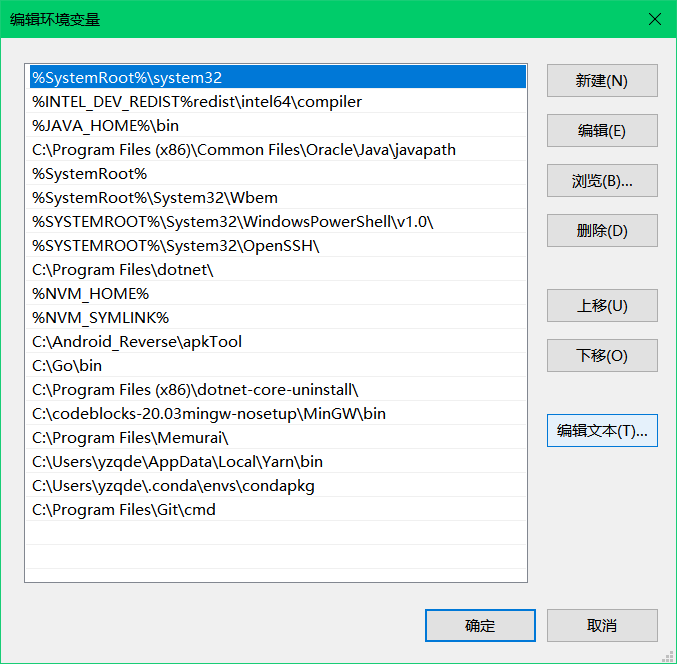 编辑环境变量
%SystemRoot%\system32
%INTEL_DEV_REDIST%redist\intel64\compiler
%JAVA_HOME%\bin
C:\Program Files (x86)\Common Files\Oracle\Java\javapath
%SystemRoot%
%SystemRoot%\System32\Wbem
%SYSTEMROOT%\System32\WindowsPowerShell\v1.0\
%SYSTEMROOT%\System32\OpenSSH\
C:\Program Files\dotnet\
%NVM_HOME%
%NVM_SYMLINK%
C:\Android_Reverse\apkTool
C:\Go\bin
C:\Program Files (x86)\dotnet-core-uninstall\
C:\codeblocks-20.03mingw-nosetup\MinGW\bin
C:\Program Files\Memurai\
C:\Users\yzqde\AppData\Local\Yarn\bin
C:\Users\yzqde\.conda\envs\condapkg
C:\Program Files\Git\cmd
新建(N)
编辑(E)
浏览(B)...
删除(D)
上移(U)
下移(O)
编辑文本(T)...
确定
取消